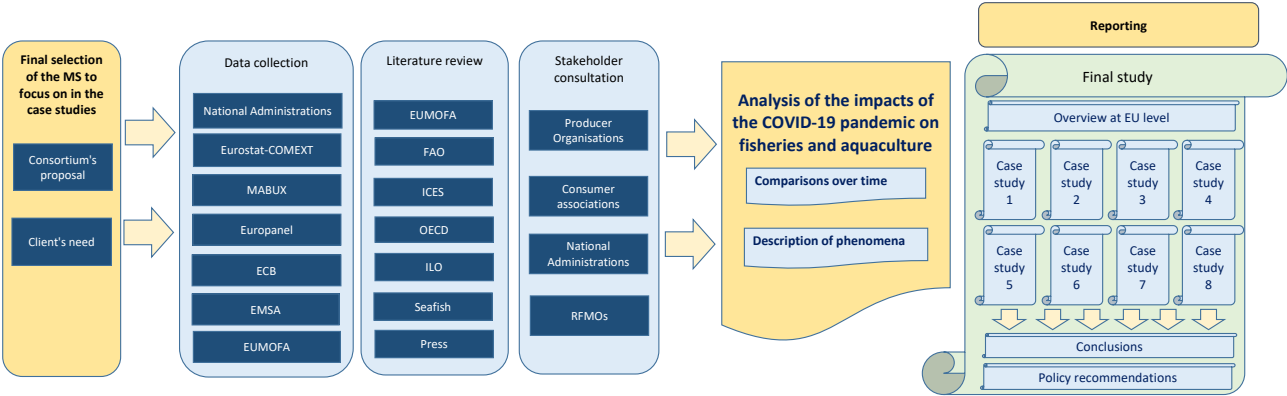 Final selection
of the MS to
focus on in the
case studies
Consortium's
proposal
Client's need
Data collection
National Administrations
Eurostat-COMEXT
MABUX
Europanel
ECB
EMSA
EUMOFA
Literature review
EUMOFA
FAO
ICES
OECD
ILO
Seafish
Press
Stakeholder
consultation
Producer
Organisations
Consumer
associations
National
Administrations
RFMOs
Analysis of the impacts of
the COVID-19 pandemic on
fisheries and aquaculture
Comparisons over time
Description of phenomena
Reporting
Final study
Overview at EU level
Case
study
1
Case
study
2
Case
study
3
Case
study
4
Case
study
5
Case
study
6
Case
study
7
Case
study
8
Conclusions
Policy recommendations